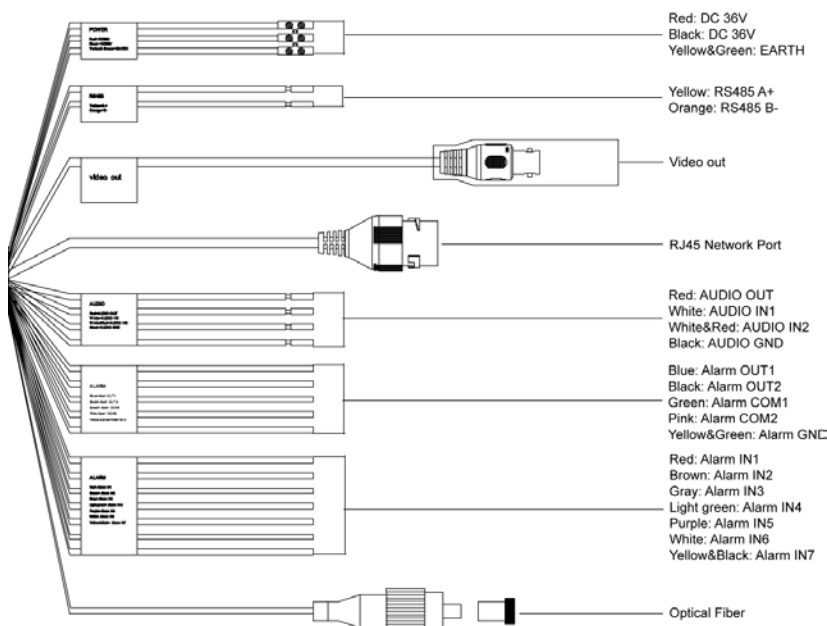 POWER
Red: DC 36V
Black: DC 36V
Yellow&Green: EARTH
RS485
Yellow: RS485 A+
Orange: RS485 B-
video out
Video out
RJ45 Network Port
AUDIO
Red: AUDIO OUT
White: AUDIO IN1
White&Red: AUDIO IN2
Black: AUDIO GND
ALARM
Blue: Alarm OUT1
Black: Alarm OUT2
Green: Alarm COM1
Pink: Alarm COM2
Yellow&Green: Alarm GND
ALARM
Red: Alarm IN1
Brown: Alarm IN2
Gray: Alarm IN3
Light green: Alarm IN4
Purple: Alarm IN5
White: Alarm IN6
Yellow&Black: Alarm IN7
Optical Fiber